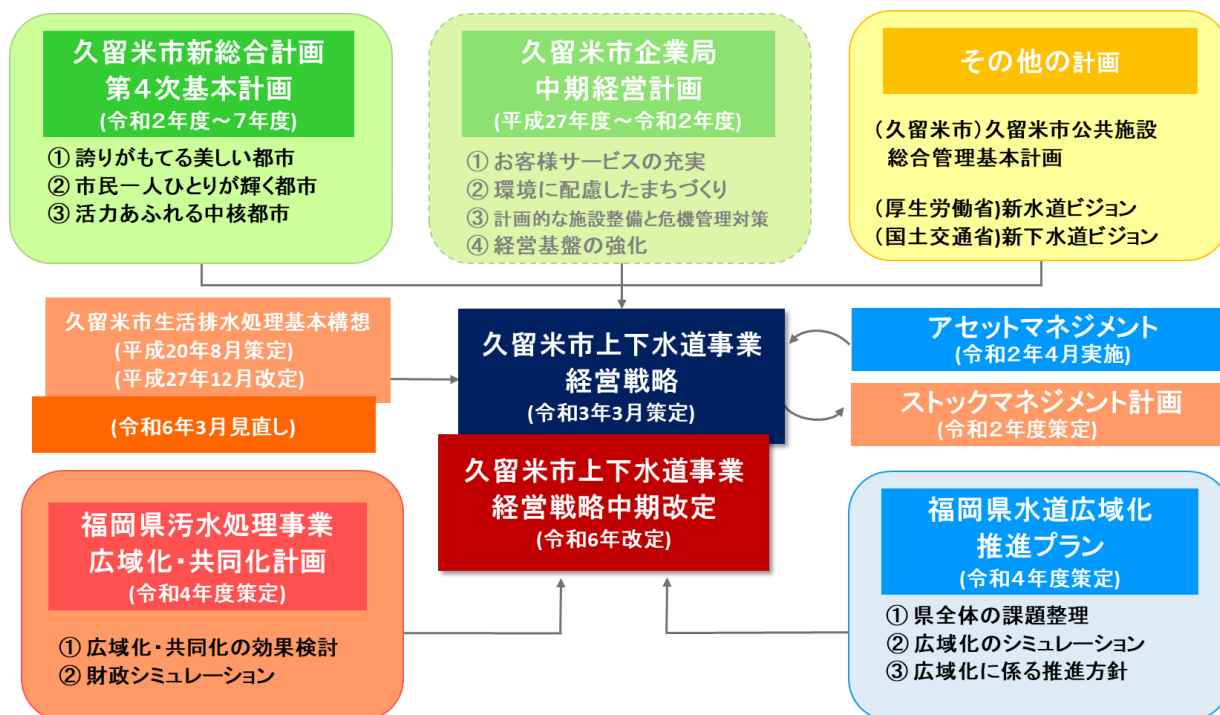 久留米市新総合計画
第4次基本計画
(令和２年度～７年度)
① 誇りがもてる美しい都市
② 市民一人ひとりが輝く都市
③ 活力あふれる中核都市
久留米市企業局
中期経営計画
(平成27年度～令和２年度)
① お客様サービスの充実
② 環境に配慮したまちづくり
③ 計画的な施設整備と危機管理対策
④ 経営基盤の強化
その他の計画
（久留米市）久留米市公共施設
総合管理基本計画
（厚生労働省)新水道ビジョン
（国土交通省)新下水道ビジョン
久留米市生活排水処理基本構想
(平成20年8月策定)
(平成27年12月改定)
(令和6年3月見直し)
久留米市上下水道事業
経営戦略
(令和3年3月策定)
久留米市上下水道事業
経営戦略中期改定
(令和6年改定)
アセットマネジメント
(令和２年４月実施)
ストックマネジメント計画
(令和２年度策定)
福岡県汚水処理事業
広域化・共同化計画
(令和4年度策定)
① 広域化・共同化の効果検討
② 財政シミュレーション
福岡県水道広域化
推進プラン
(令和４年度策定)
① 県全体の課題整理
② 広域化のシミュレーション
③ 広域化に係る推進方針